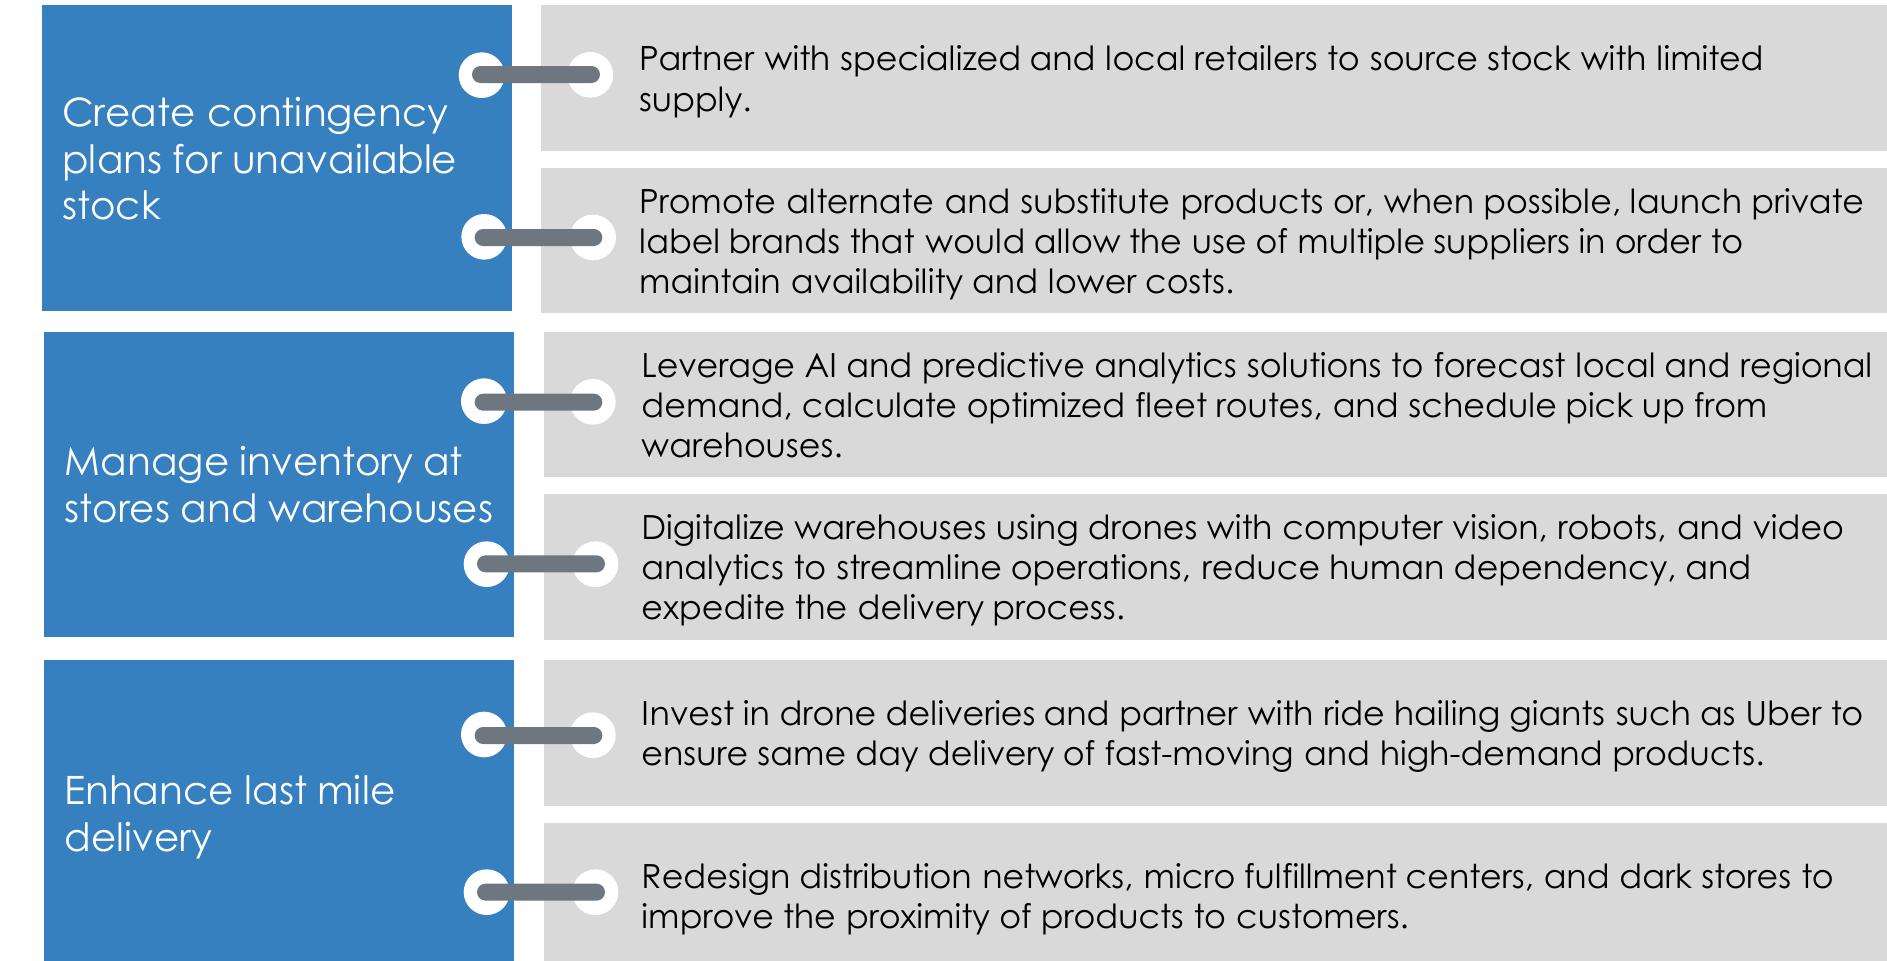 Create contingency
plans for unavailable
stock
Partner with specialized and local retailers to source stock with limited
supply.
Promote alternate and substitute products or, when possible, launch private
label brands that would allow the use of multiple suppliers in order to
maintain availability and lower costs.
Manage inventory at
stores and warehouses
Leverage AI and predictive analytics solutions to forecast local and regional
demand, calculate optimized fleet routes, and schedule pick up from
warehouses.
Digitalize warehouses using drones with computer vision, robots, and video
analytics to streamline operations, reduce human dependency, and
expedite the delivery process.
Enhance last mile
delivery
Invest in drone deliveries and partner with ride hailing giants such as Uber to
ensure same day delivery of fast-moving and high-demand products.
Redesign distribution networks, micro fulfillment centers, and dark stores to
improve the proximity of products to customers.